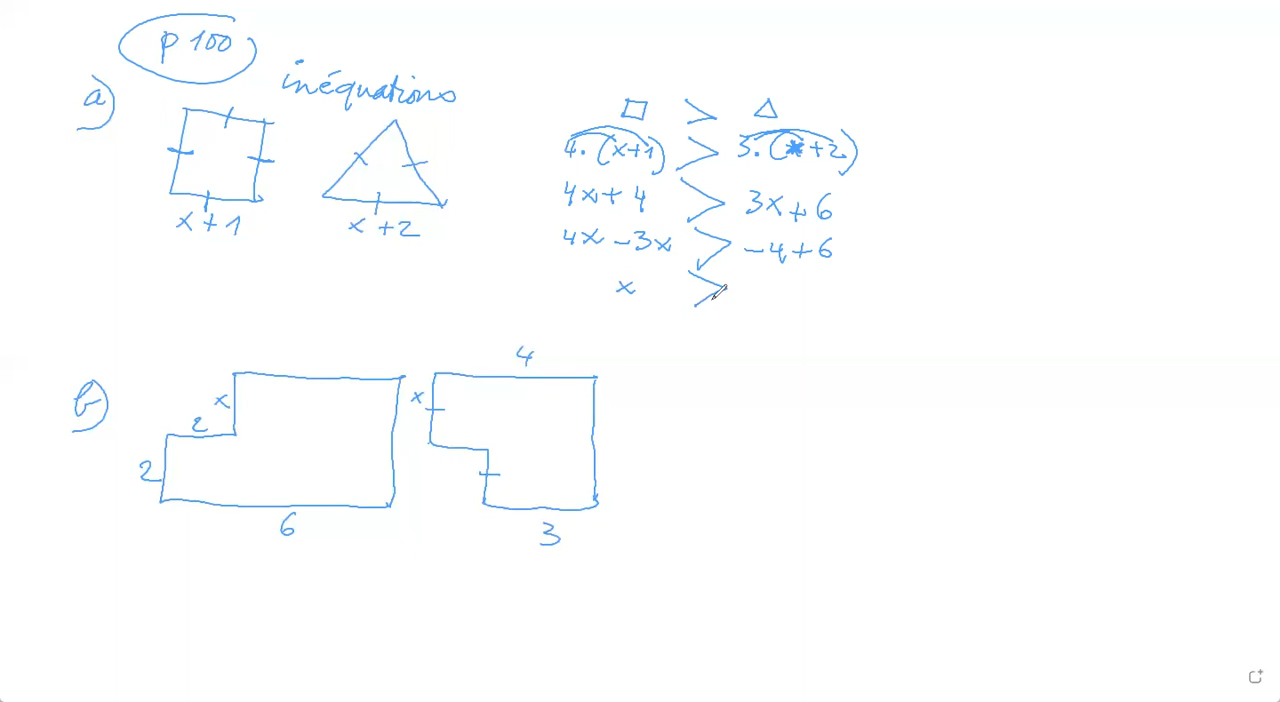 p 100
inéquations
a)
x + 1
x + 2
□ > △
4. (x+1) > 3. (x+2)
4x + 4 > 3x + 6
4x - 3x > -4 + 6
x >
b)
x
2
2
6
x
4
3